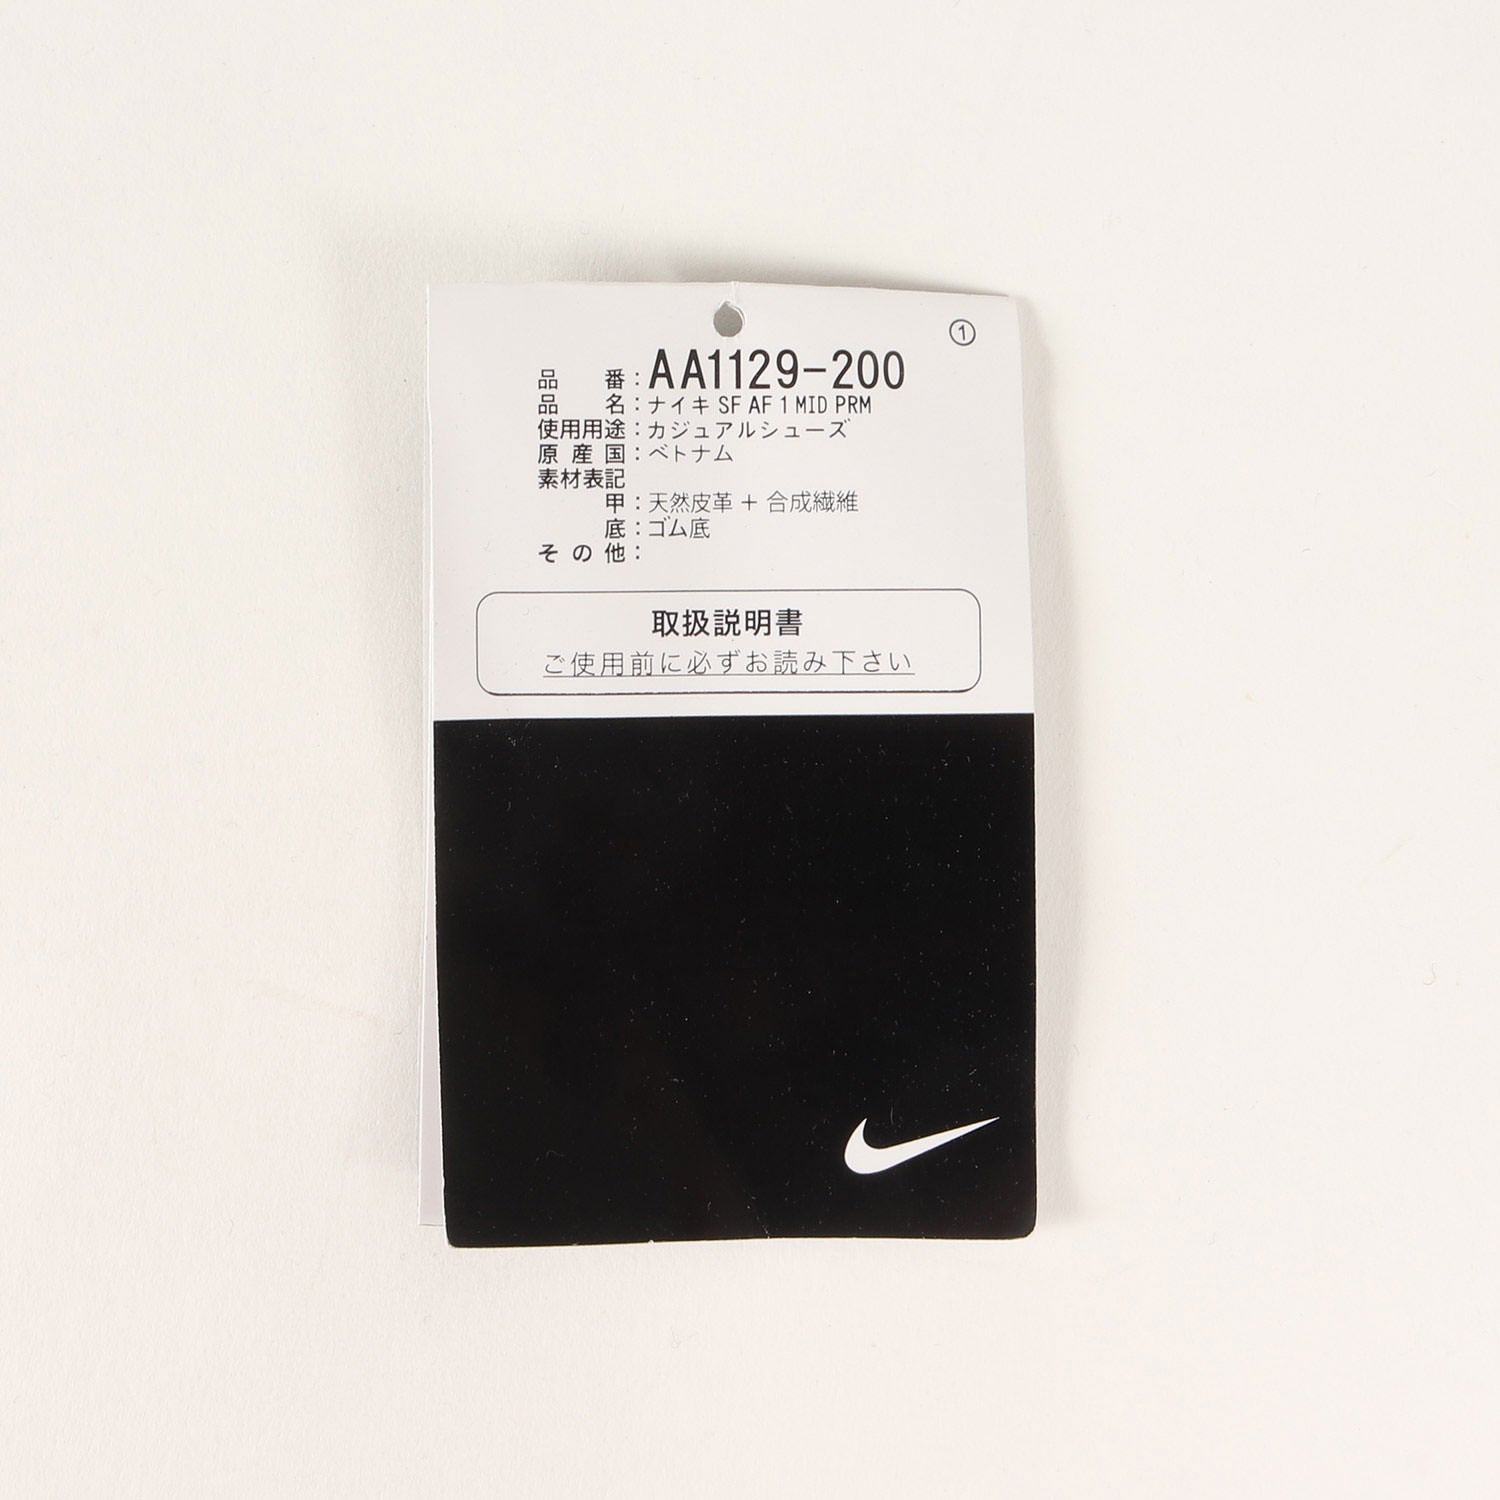 ①
品番：AA1129-200
品名：ナイキ SF AF 1 MID PRM
使用用途：カジュアルシューズ
原産国：ベトナム
素材表記
甲：天然皮革 + 合成繊維
底：ゴム底
その他：
取扱説明書
ご使用前に必ずお読み下さい